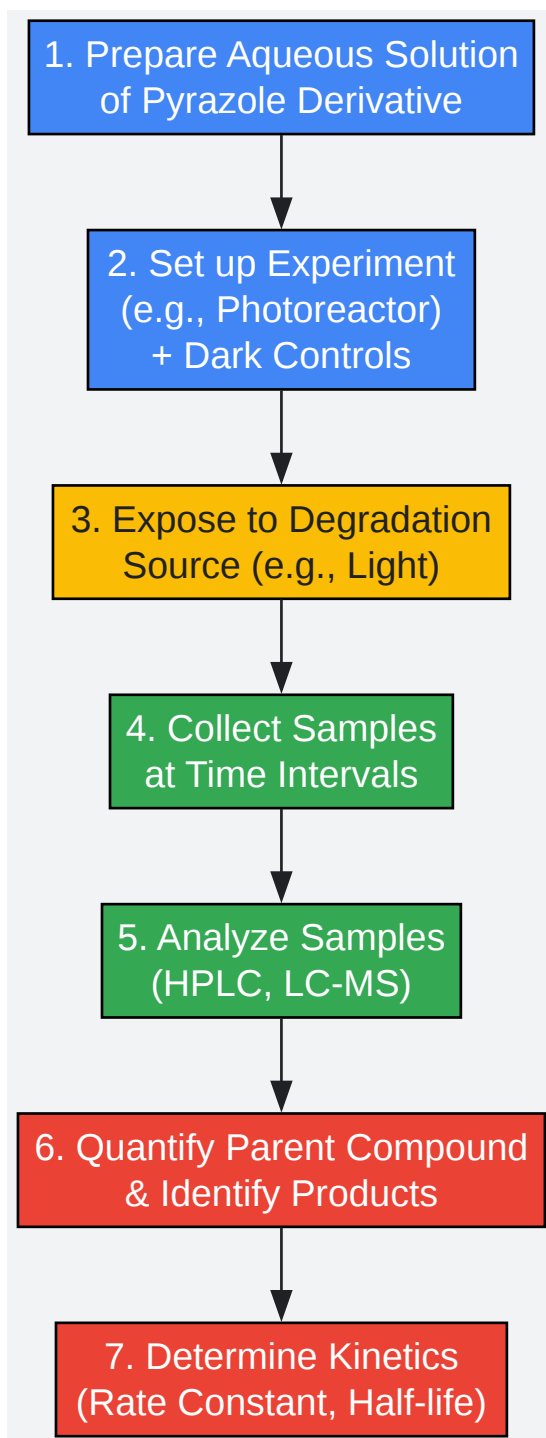 1. Prepare Aqueous Solution
of Pyrazole Derivative
2. Set up Experiment
(e.g., Photoreactor)
+ Dark Controls
3. Expose to Degradation
Source (e.g., Light)
4. Collect Samples
at Time Intervals
5. Analyze Samples
(HPLC, LC-MS)
6. Quantify Parent Compound
& Identify Products
7. Determine Kinetics
(Rate Constant, Half-life)